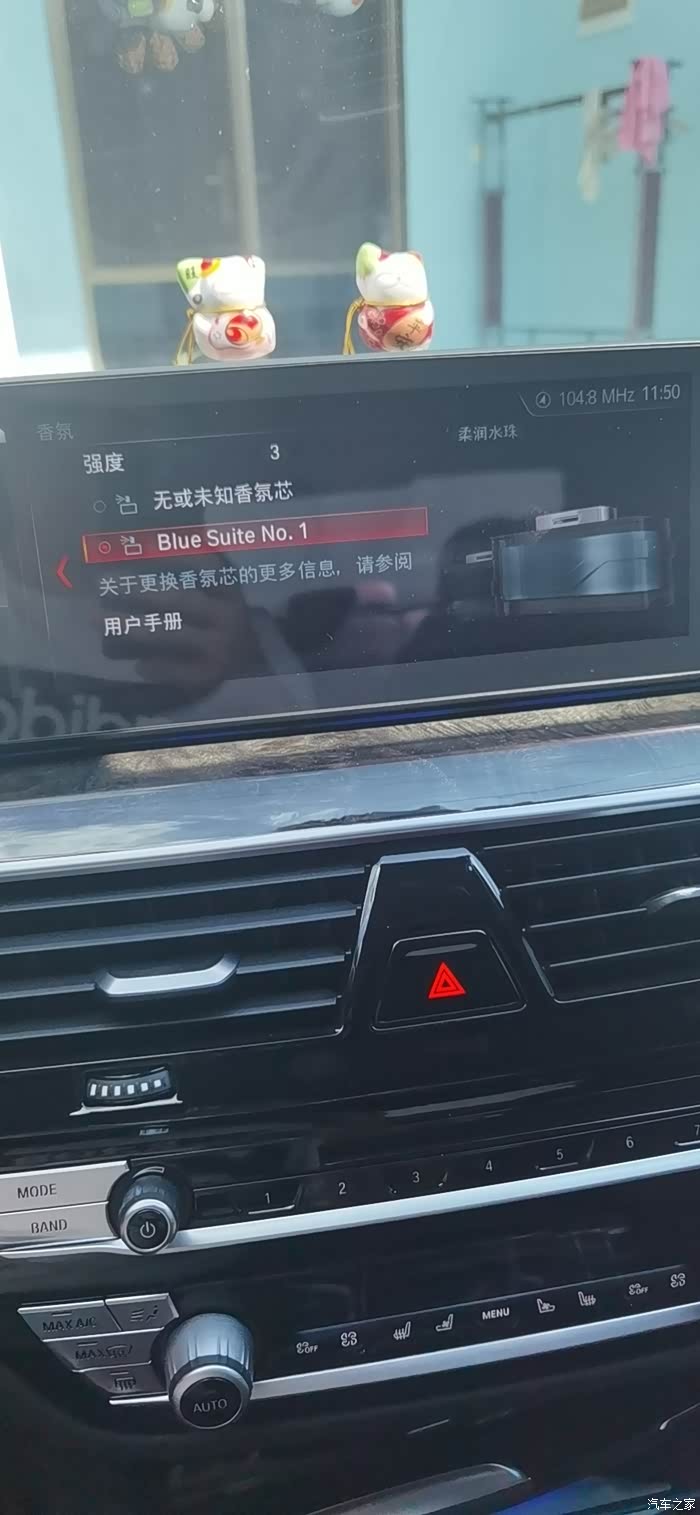 104.8 MHz 11:50
香氛
柔润水珠
强度 3
无或未知香氛芯
Blue Suite No. 1
关于更换香氛芯的更多信息，请参阅
用户手册
MODE
BAND
1 2 3 4 5 6 7
MAX A/C
MENU
OFF
OFF
AUTO
汽车之家